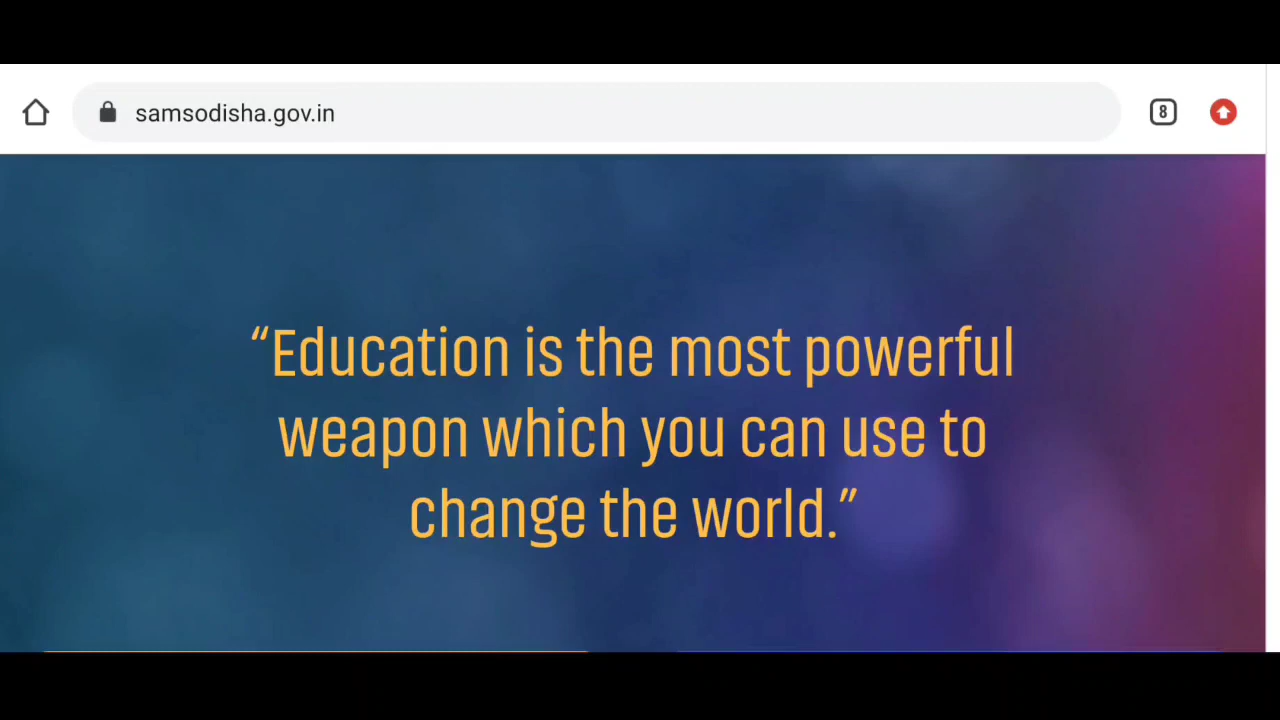 samsodisha.gov.in
8
“Education is the most powerful
weapon which you can use to
change the world.”